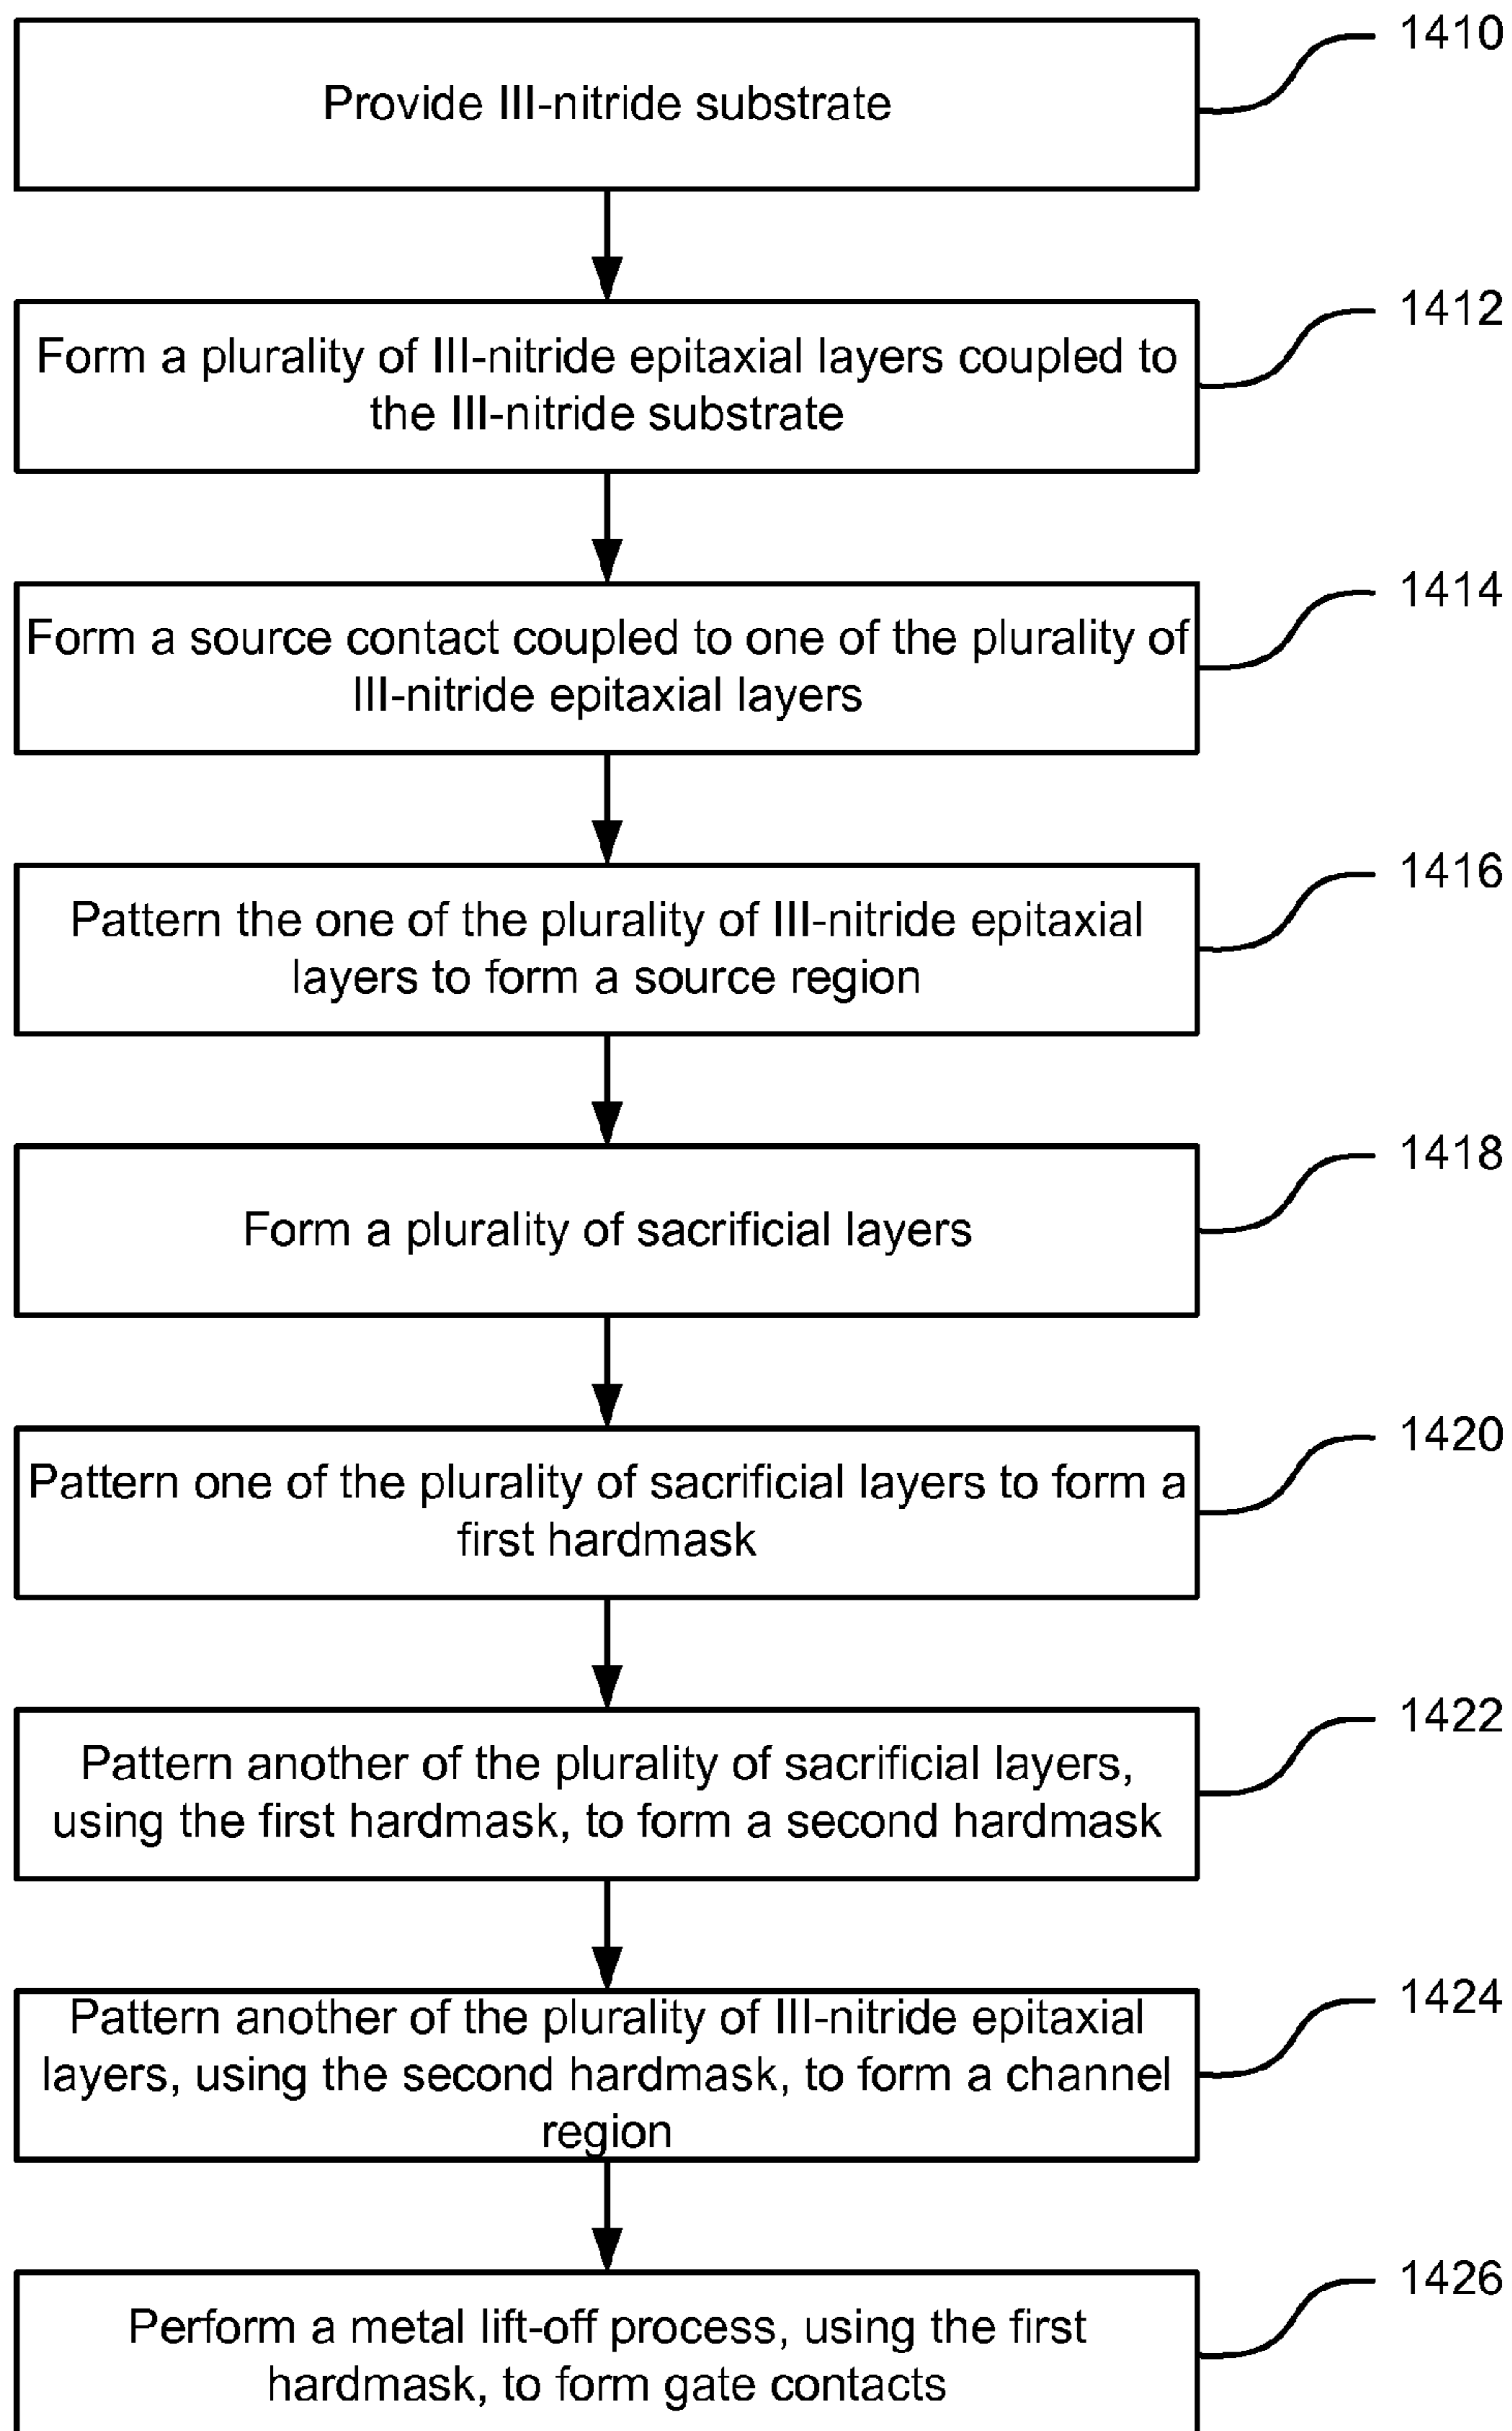 Provide III-nitride substrate
1410
Form a plurality of III-nitride epitaxial layers coupled to
the III-nitride substrate
1412
Form a source contact coupled to one of the plurality of
III-nitride epitaxial layers
1414
Pattern the one of the plurality of III-nitride epitaxial
layers to form a source region
1416
Form a plurality of sacrificial layers
1418
Pattern one of the plurality of sacrificial layers to form a
first hardmask
1420
Pattern another of the plurality of sacrificial layers,
using the first hardmask, to form a second hardmask
1422
Pattern another of the plurality of III-nitride epitaxial
layers, using the second hardmask, to form a channel
region
1424
Perform a metal lift-off process, using the first
hardmask, to form gate contacts
1426